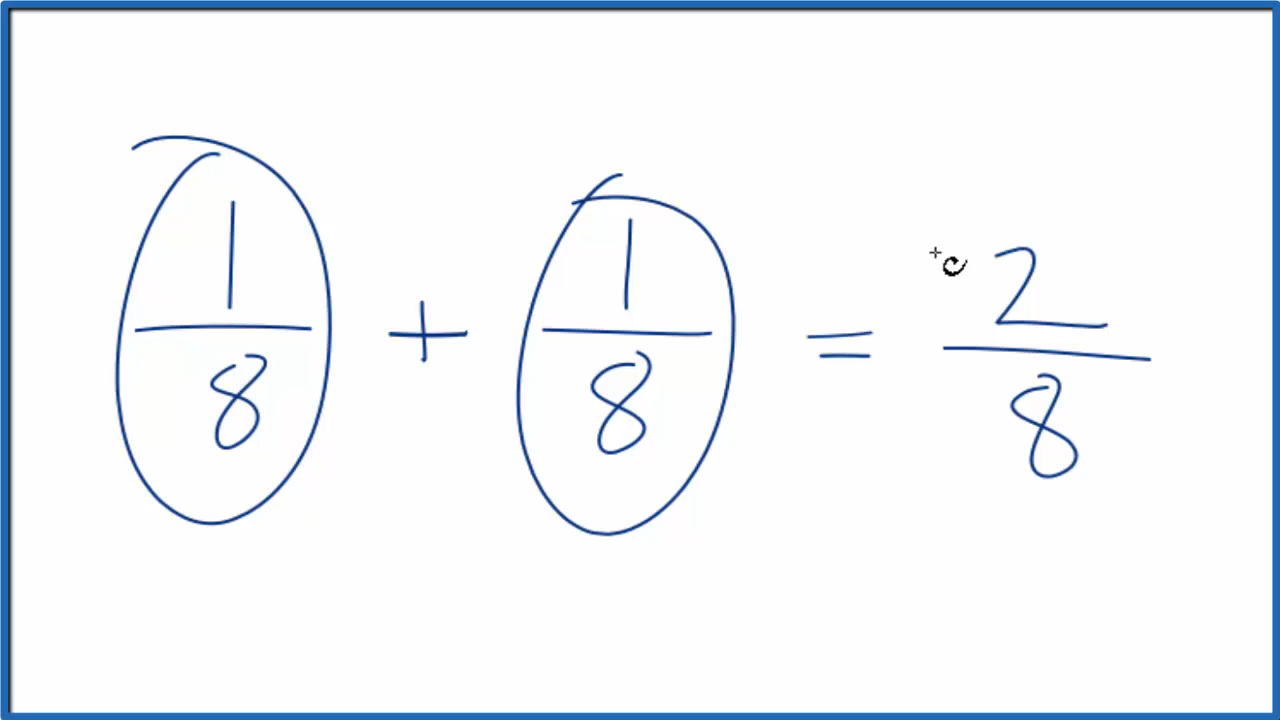 1/8 + 1/8 = 2/8